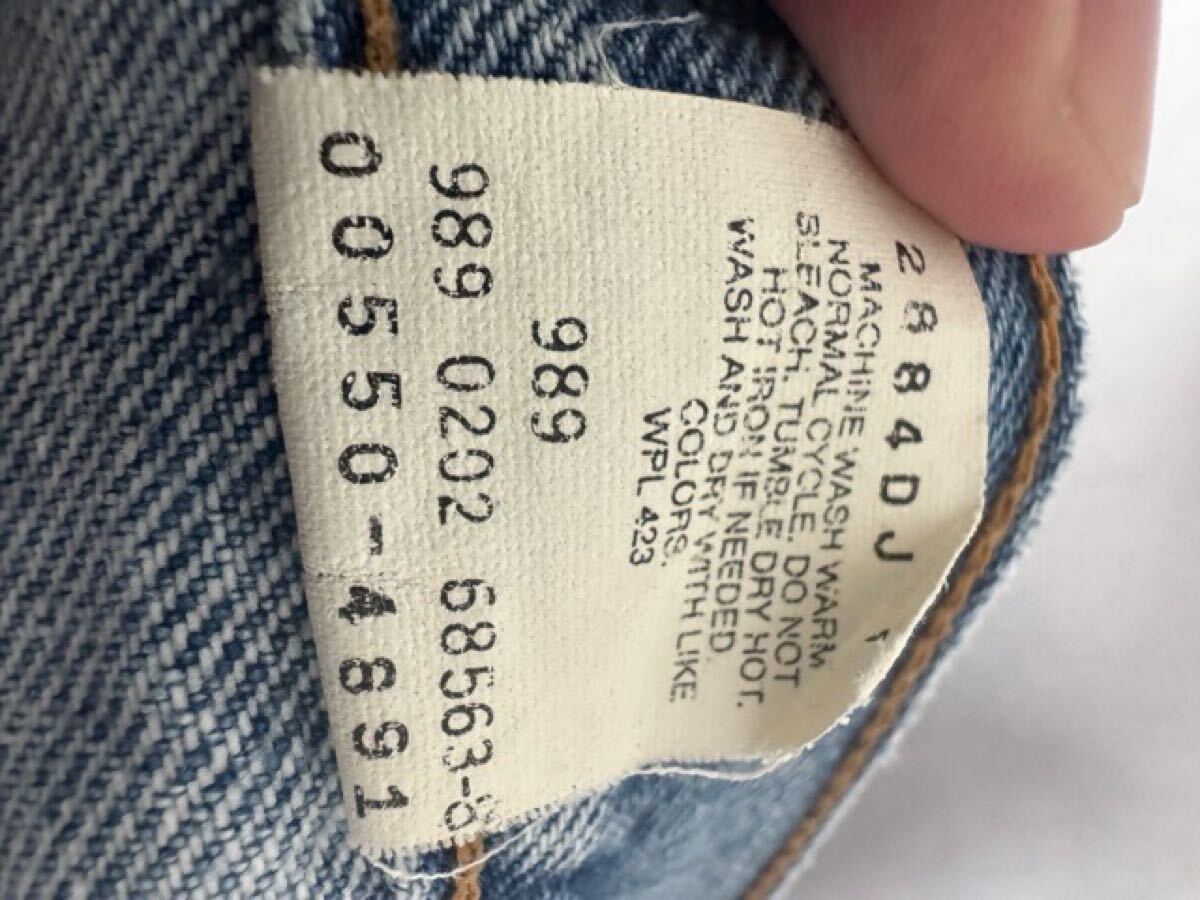 2884DJ
MACHINE WASH WARM
NORMAL CYCLE. DO NOT
BLEACH. TUMBLE DRY HOT.
HOT IRON IF NEEDED.
WASH AND DRY WITH LIKE
COLORS.
WPL 423
989
989 0202 68563-8
00550-4891